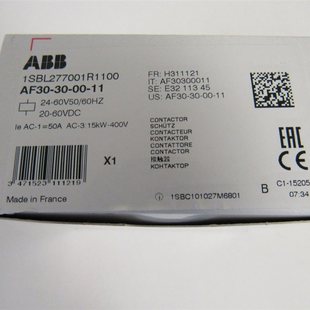 ABB
1SBL277001R1100
AF30-30-00-11
24-60V50/60HZ
20-60VDC
Ie AC-1=50A AC-3 15kW-400V
X1
3 471523 111219
Made in France
FR: H311121
IT: AF30300011
SE: E32 113 45
US: AF30-30-00-11
CONTACTOR
SCHÜTZ
CONTACTOR
CONTATTORE
KONTAKTOR
CONTACTOR
接触器
КОНТАКТОР
1SBC101027M6801
EAC
CE
B
C1-15205
07:34